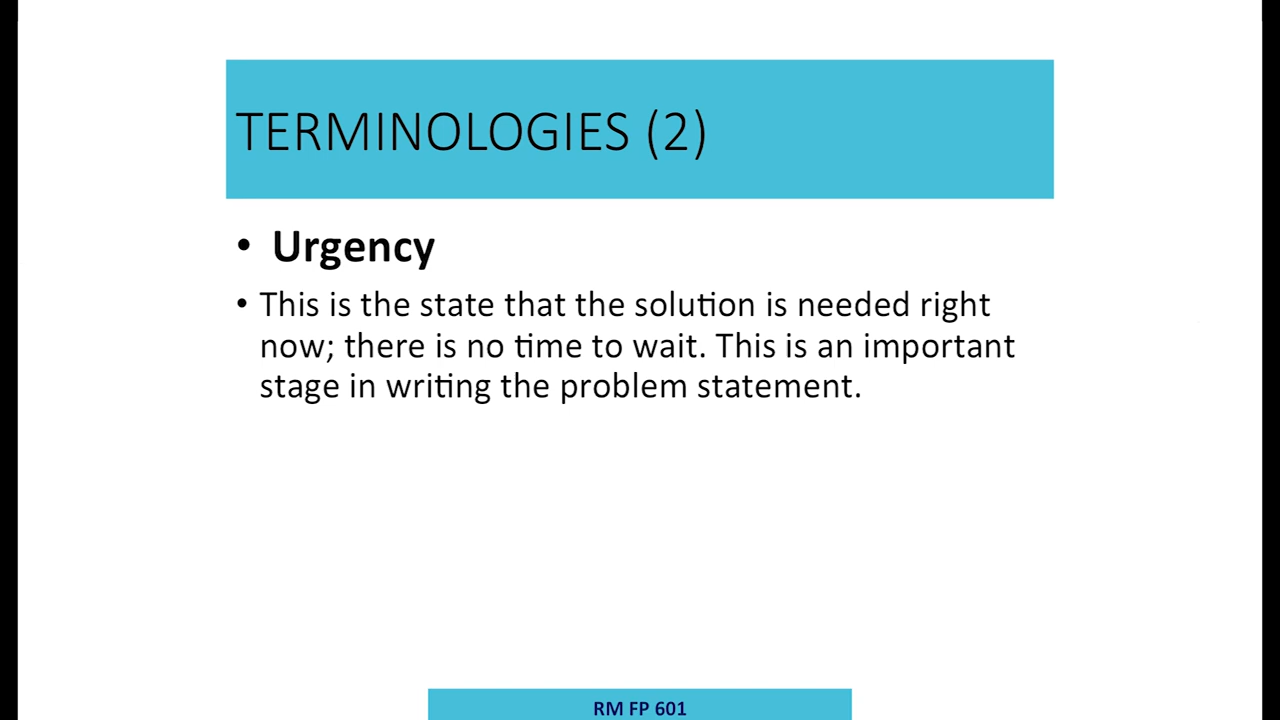 TERMINOLOGIES (2)
• Urgency
• This is the state that the solution is needed right
now; there is no time to wait. This is an important
stage in writing the problem statement.
RM FP 601